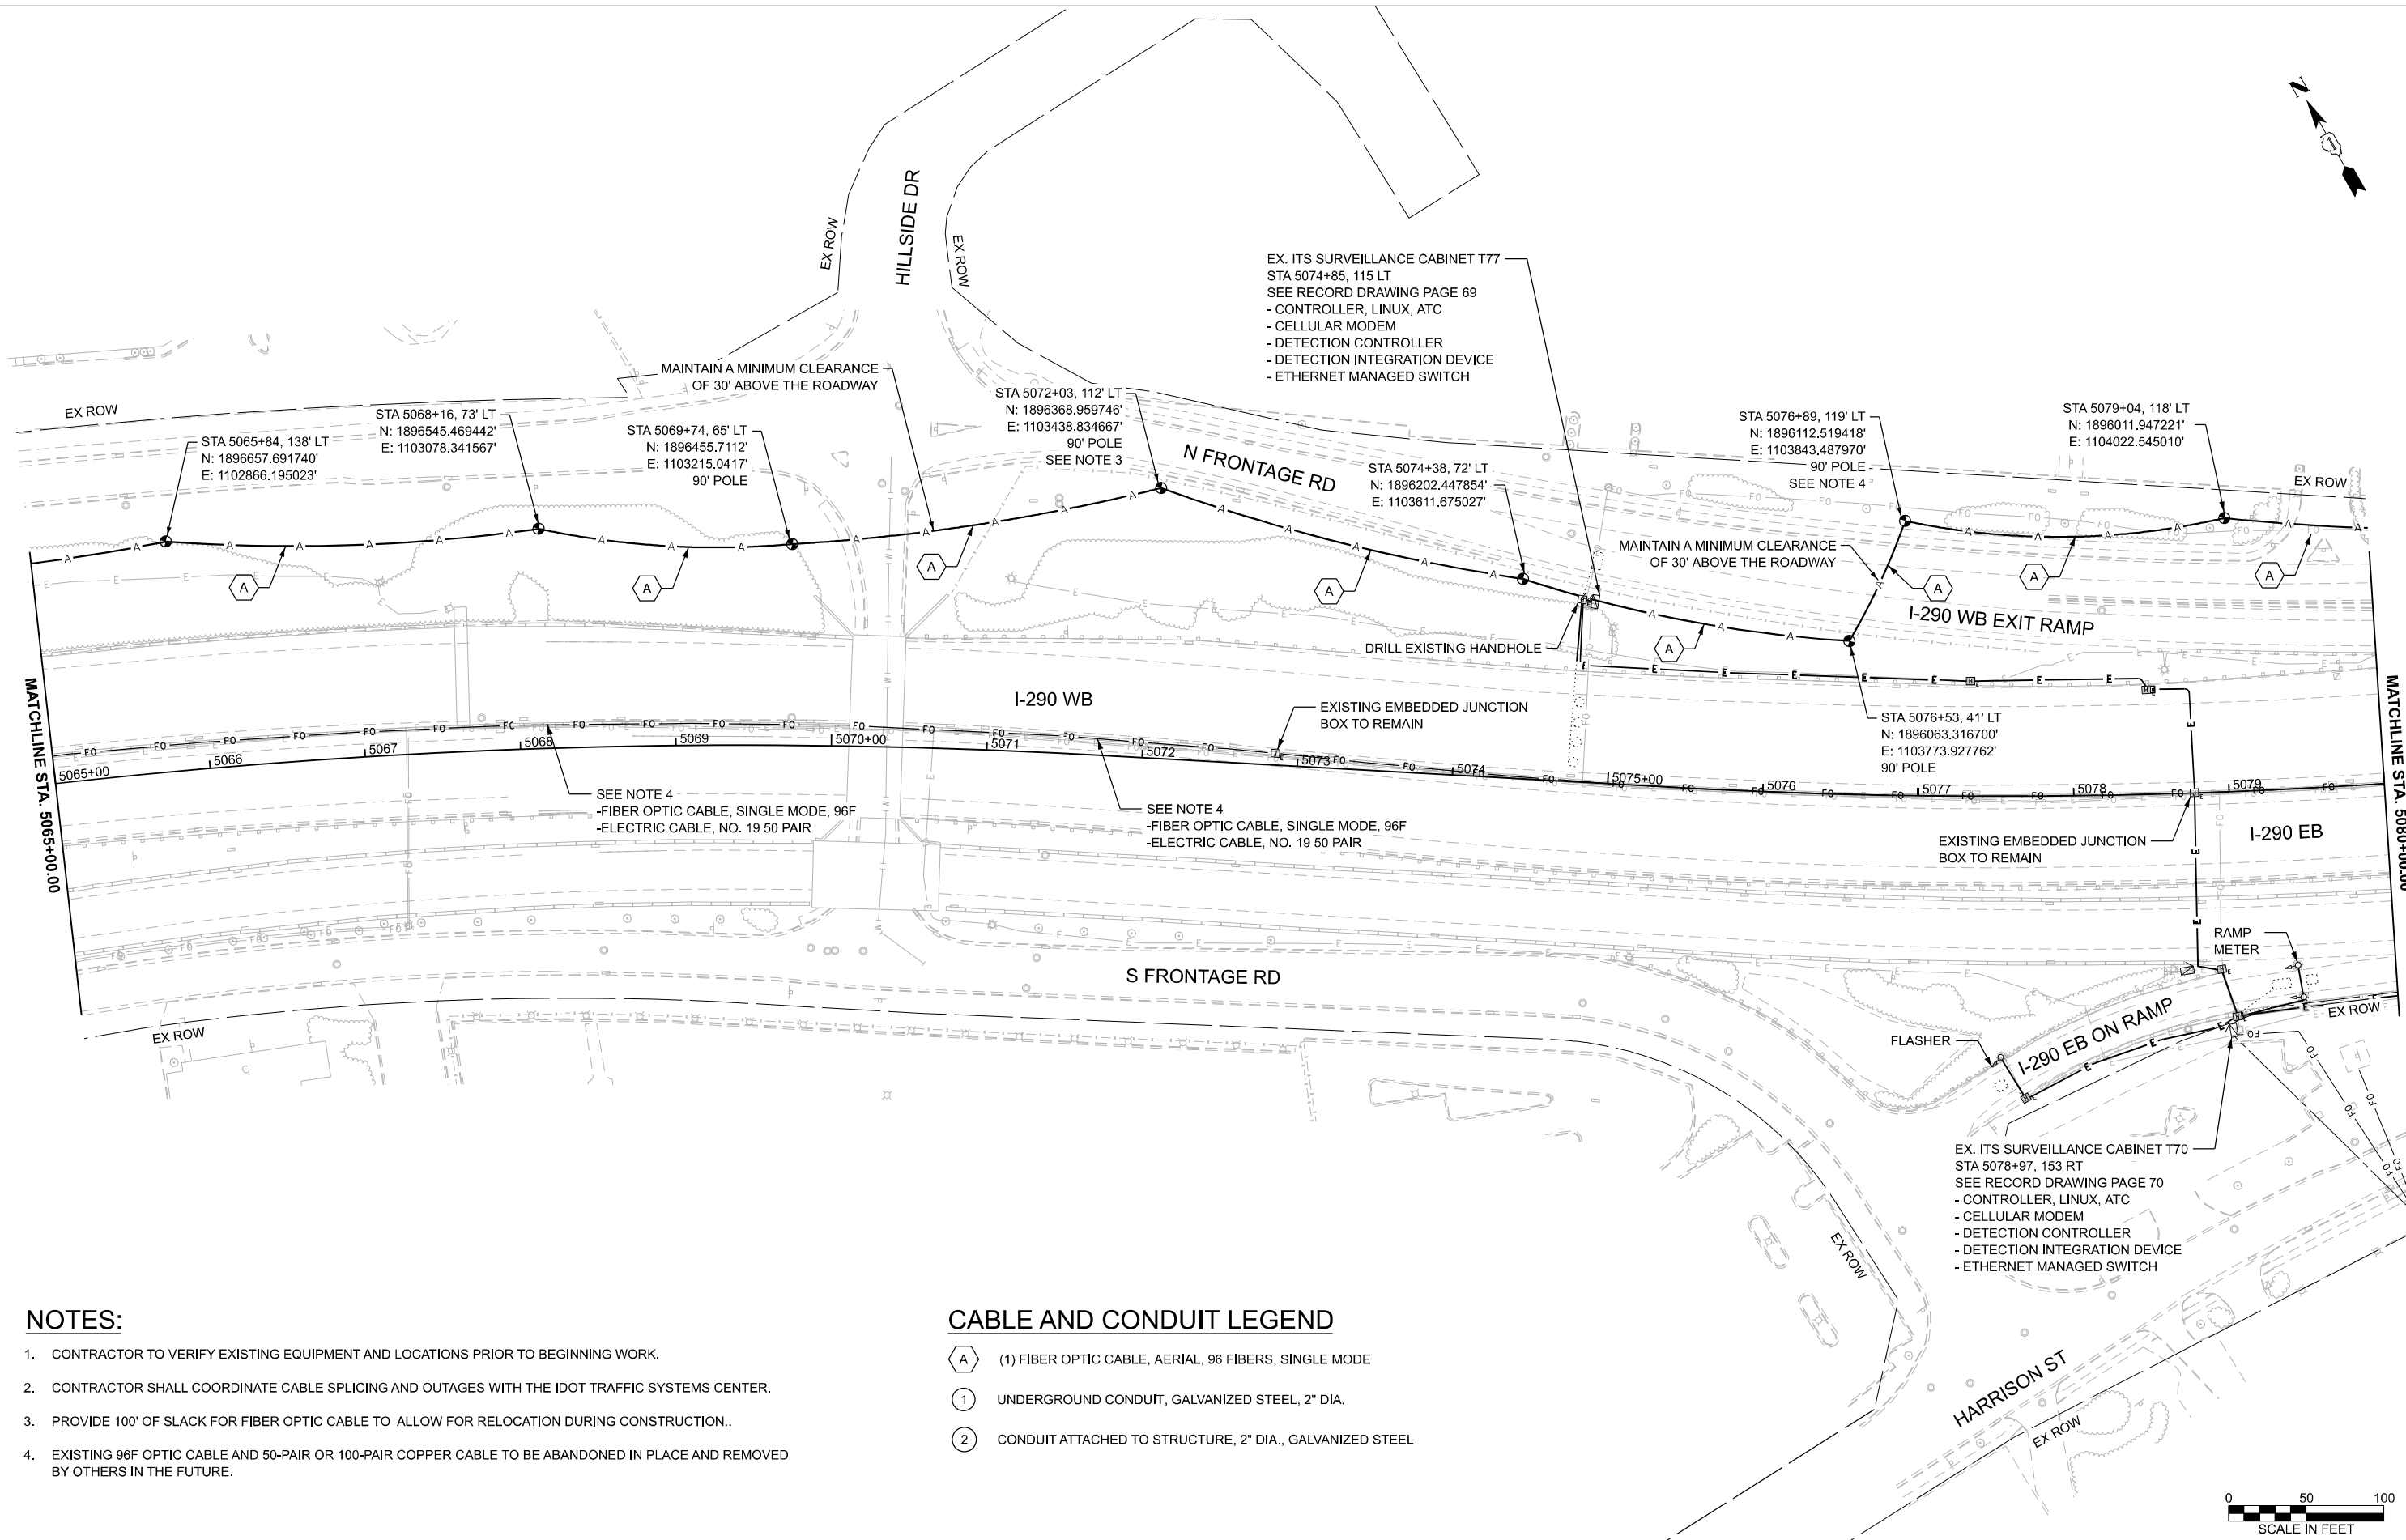 N
1
HILLSIDE DR
EX ROW
EX ROW
EX. ITS SURVEILLANCE CABINET T77
STA 5074+85, 115 LT
SEE RECORD DRAWING PAGE 69
- CONTROLLER, LINUX, ATC
- CELLULAR MODEM
- DETECTION CONTROLLER
- DETECTION INTEGRATION DEVICE
- ETHERNET MANAGED SWITCH
MAINTAIN A MINIMUM CLEARANCE
OF 30' ABOVE THE ROADWAY
EX ROW
STA 5065+84, 138' LT
N: 1896657.691740'
E: 1102866.195023'
STA 5068+16, 73' LT
N: 1896545.469442'
E: 1103078.341567'
STA 5069+74, 65' LT
N: 1896455.7112'
E: 1103215.0417'
90' POLE
STA 5072+03, 112' LT
N: 1896368.959746'
E: 1103438.834667'
90' POLE
SEE NOTE 3
N FRONTAGE RD
STA 5074+38, 72' LT
N: 1896202.447854'
E: 1103611.675027'
STA 5076+89, 119' LT
N: 1896112.519418'
E: 1103843.487970'
90' POLE
SEE NOTE 4
STA 5079+04, 118' LT
N: 1896011.947221'
E: 1104022.545010'
EX ROW
MAINTAIN A MINIMUM CLEARANCE
OF 30' ABOVE THE ROADWAY
A
A
A
A
A
A
A
A
I-290 WB EXIT RAMP
DRILL EXISTING HANDHOLE
I-290 WB
EXISTING EMBEDDED JUNCTION
BOX TO REMAIN
STA 5076+53, 41' LT
N: 1896063.316700'
E: 1103773.927762'
90' POLE
MATCHLINE STA. 5065+00.00
MATCHLINE STA. 5080+00.00
5065+00
5066
5067
5068
5069
5070+00
5071
5072
5073
5074
5075+00
5076
5077
5078
5079
SEE NOTE 4
-FIBER OPTIC CABLE, SINGLE MODE, 96F
-ELECTRIC CABLE, NO. 19 50 PAIR
SEE NOTE 4
-FIBER OPTIC CABLE, SINGLE MODE, 96F
-ELECTRIC CABLE, NO. 19 50 PAIR
EXISTING EMBEDDED JUNCTION
BOX TO REMAIN
I-290 EB
RAMP
METER
S FRONTAGE RD
EX ROW
EX ROW
FLASHER
I-290 EB ON RAMP
EX. ITS SURVEILLANCE CABINET T70
STA 5078+97, 153 RT
SEE RECORD DRAWING PAGE 70
- CONTROLLER, LINUX, ATC
- CELLULAR MODEM
- DETECTION CONTROLLER
- DETECTION INTEGRATION DEVICE
- ETHERNET MANAGED SWITCH
EX ROW
HARRISON ST
EX ROW
NOTES:
1. CONTRACTOR TO VERIFY EXISTING EQUIPMENT AND LOCATIONS PRIOR TO BEGINNING WORK.
2. CONTRACTOR SHALL COORDINATE CABLE SPLICING AND OUTAGES WITH THE IDOT TRAFFIC SYSTEMS CENTER.
3. PROVIDE 100' OF SLACK FOR FIBER OPTIC CABLE TO ALLOW FOR RELOCATION DURING CONSTRUCTION..
4. EXISTING 96F OPTIC CABLE AND 50-PAIR OR 100-PAIR COPPER CABLE TO BE ABANDONED IN PLACE AND REMOVED
BY OTHERS IN THE FUTURE.
CABLE AND CONDUIT LEGEND
A (1) FIBER OPTIC CABLE, AERIAL, 96 FIBERS, SINGLE MODE
1 UNDERGROUND CONDUIT, GALVANIZED STEEL, 2" DIA.
2 CONDUIT ATTACHED TO STRUCTURE, 2" DIA., GALVANIZED STEEL
0 50 100
SCALE IN FEET